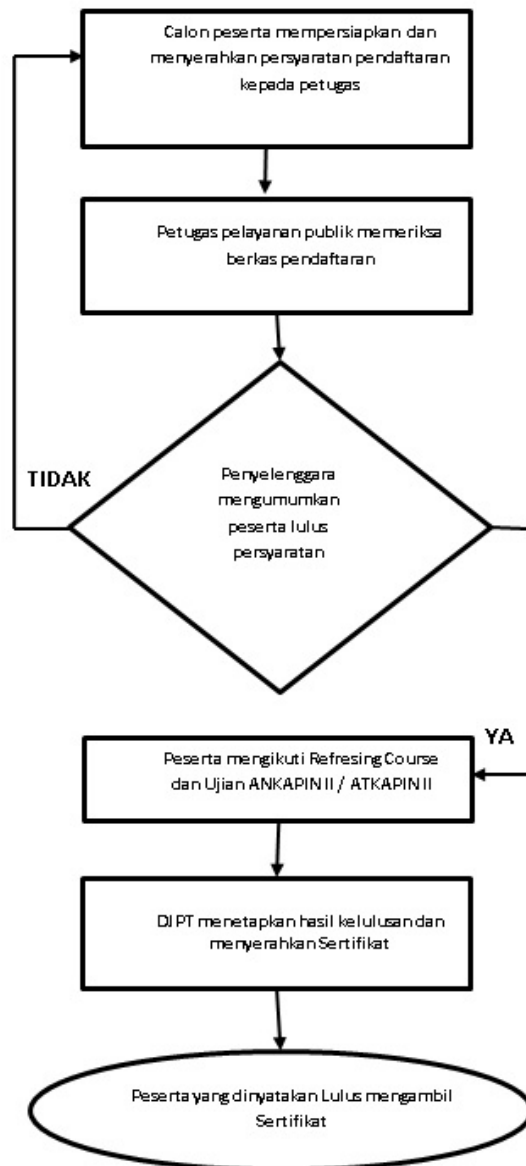 Calon peserta mempersiapkan dan
menyerahkan persyaratan pendaftaran
kepada petugas
Petugas pelayanan publik memeriksa
berkas pendaftaran
TIDAK
Penyelenggara
mengumumkan
peserta lulus
persyaratan
YA
Peserta mengikuti Refresing Course
dan Ujian ANKAPIN II / ATKAPIN II
DJPT menetapkan hasil kelulusan dan
menyerahkan Sertifikat
Peserta yang dinyatakan Lulus mengambil
Sertifikat